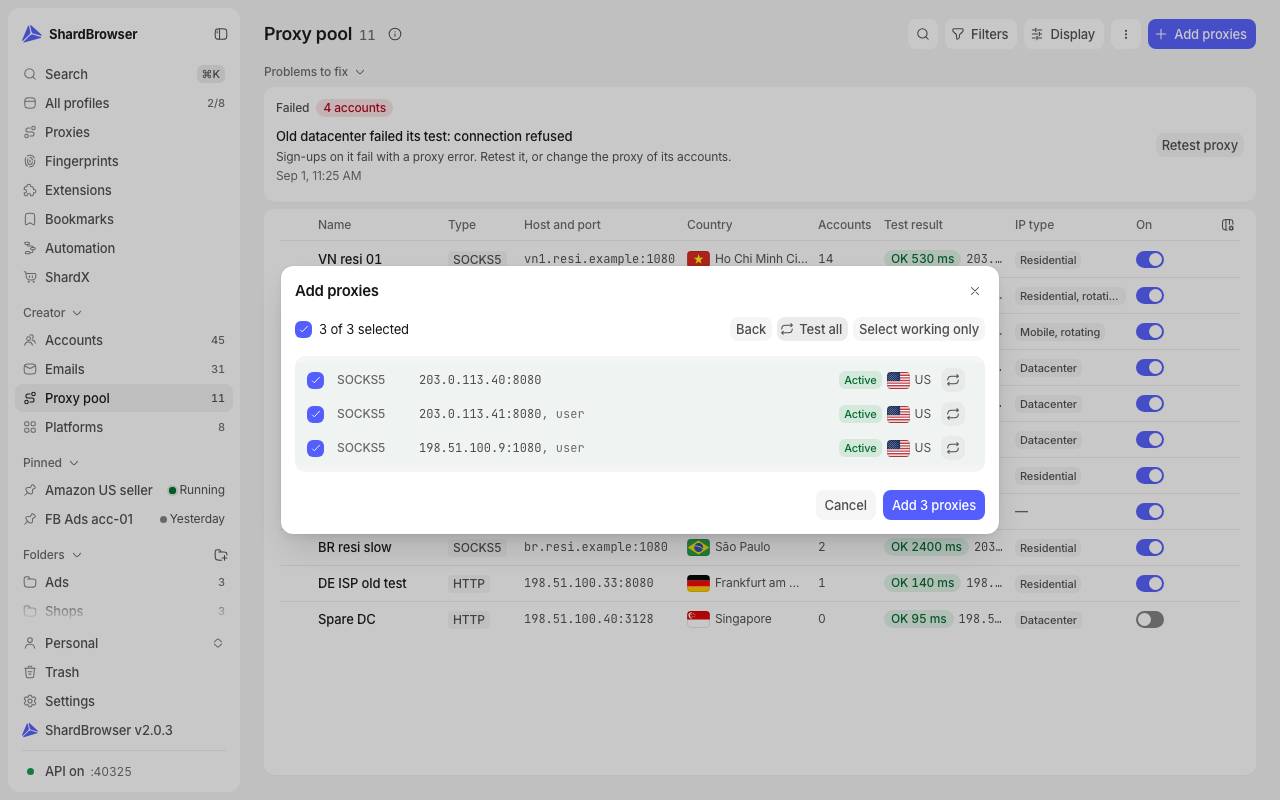 ShardBrowser
Search ⌘K
All profiles 2/8
Proxies
Fingerprints
Extensions
Bookmarks
Automation
ShardX
Creator
Accounts 45
Emails 31
Proxy pool 11
Platforms 8
Pinned
Amazon US seller Running
FB Ads acc-01 Yesterday
Folders
Ads 3
Shops 3
Personal
Trash
Settings
ShardBrowser v2.0.3
API on :40325
Proxy pool 11
Filters Display Add proxies
Problems to fix
Failed 4 accounts
Old datacenter failed its test: connection refused
Sign-ups on it fail with a proxy error. Retest it, or change the proxy of its accounts.
Sep 1, 11:25 AM
Retest proxy
Name Type Host and port Country Accounts Test result IP type On
VN resi 01 SOCKS5 vn1.resi.example:1080 Ho Chi Minh Ci... 14 OK 530 ms 203.… Residential
Residential, rotati...
Mobile, rotating
Datacenter
Datacenter
Datacenter
Residential
—
Add proxies
3 of 3 selected Back Test all Select working only
SOCKS5 203.0.113.40:8080 Active US
SOCKS5 203.0.113.41:8080, user Active US
SOCKS5 198.51.100.9:1080, user Active US
Cancel Add 3 proxies
BR resi slow SOCKS5 br.resi.example:1080 São Paulo 2 OK 2400 ms 203… Residential
DE ISP old test HTTP 198.51.100.33:8080 Frankfurt am ... 1 OK 140 ms 198.… Residential
Spare DC HTTP 198.51.100.40:3128 Singapore 0 OK 95 ms 198.5… Datacenter